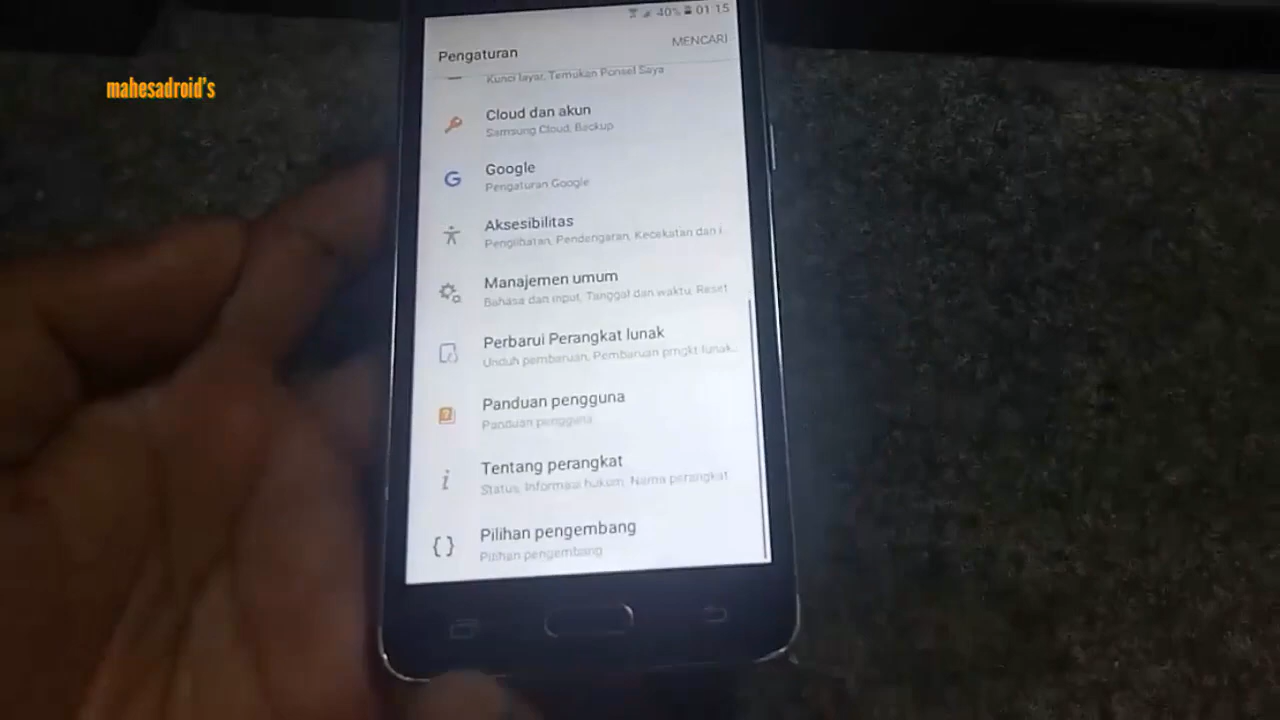 40% 01:15
mahesadroid's
Pengaturan
MENCARI
Kunci layar, Temukan Ponsel Saya
Cloud dan akun
Samsung Cloud, Backup
Google
Pengaturan Google
Aksesibilitas
Penglihatan, Pendengaran, Kecekatan dan i..
Manajemen umum
Bahasa dan input, Tanggal dan waktu, Reset
Perbarui Perangkat lunak
Unduh pembaruan, Pembaruan prngkt lunak..
Panduan pengguna
Panduan pengguna
Tentang perangkat
Status, Informasi hukum, Nama perangkat
Pilihan pengembang
Pilihan pengembang